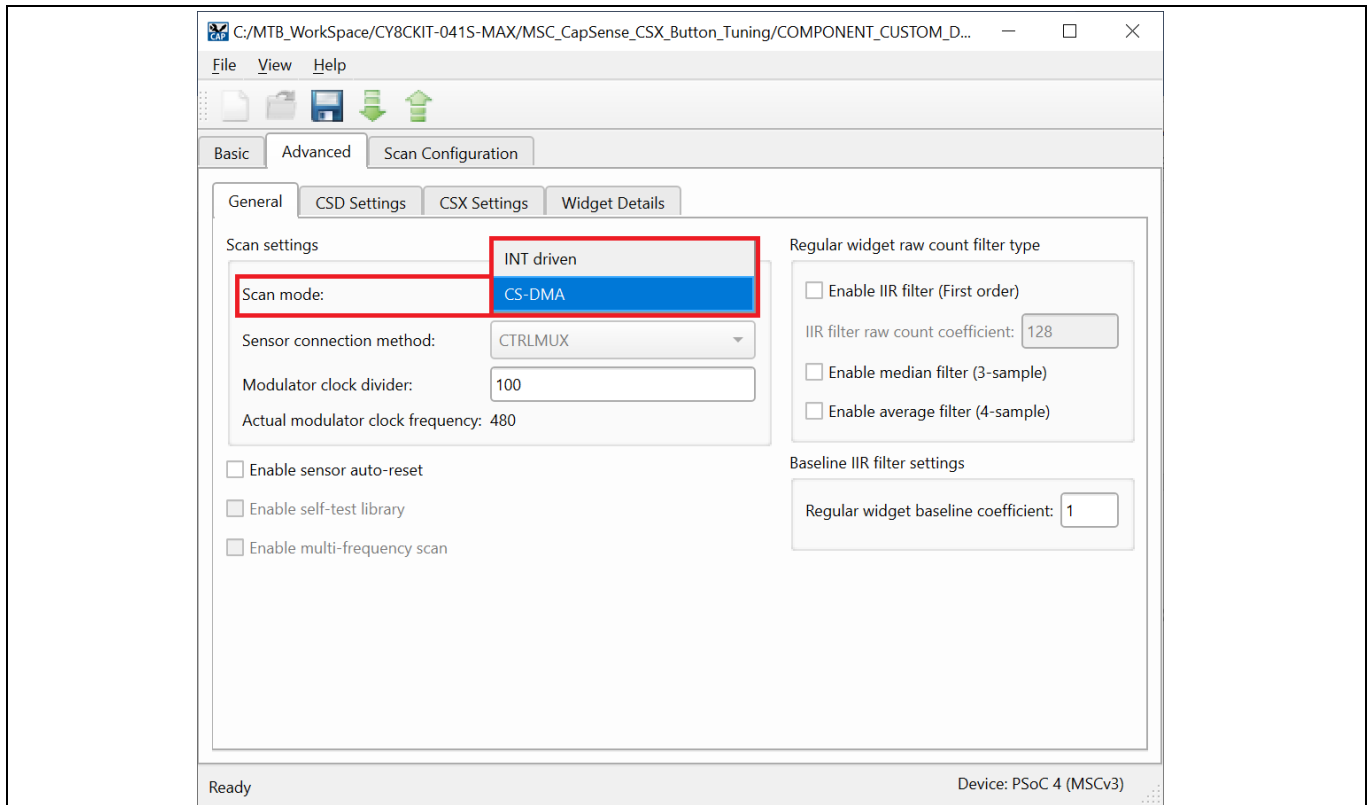 CAP C:/MTB_WorkSpace/CY8CKIT-041S-MAX/MSC_CapSense_CSX_Button_Tuning/COMPONENT_CUSTOM_D...
File View Help
Basic Advanced Scan Configuration
General CSD Settings CSX Settings Widget Details
Scan settings
INT driven
Scan mode: CS-DMA
Sensor connection method: CTRLMUX
Modulator clock divider: 100
Actual modulator clock frequency: 480
Enable sensor auto-reset
Enable self-test library
Enable multi-frequency scan
Regular widget raw count filter type
Enable IIR filter (First order)
IIR filter raw count coefficient: 128
Enable median filter (3-sample)
Enable average filter (4-sample)
Baseline IIR filter settings
Regular widget baseline coefficient: 1
Ready
Device: PSoC 4 (MSCv3)